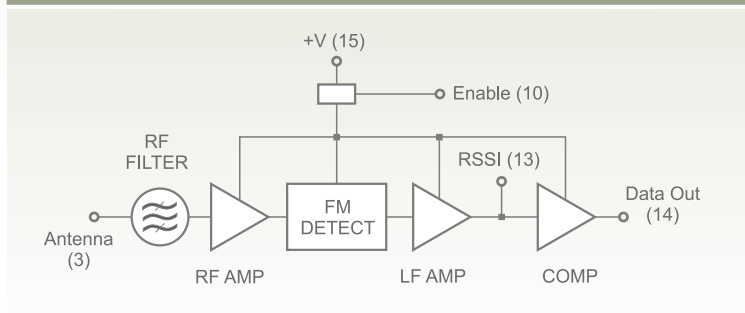 +V (15)
Enable (10)
RF
FILTER
RSSI (13)
Data Out
(14)
FM
DETECT
Antenna
(3)
RF AMP
LF AMP
COMP